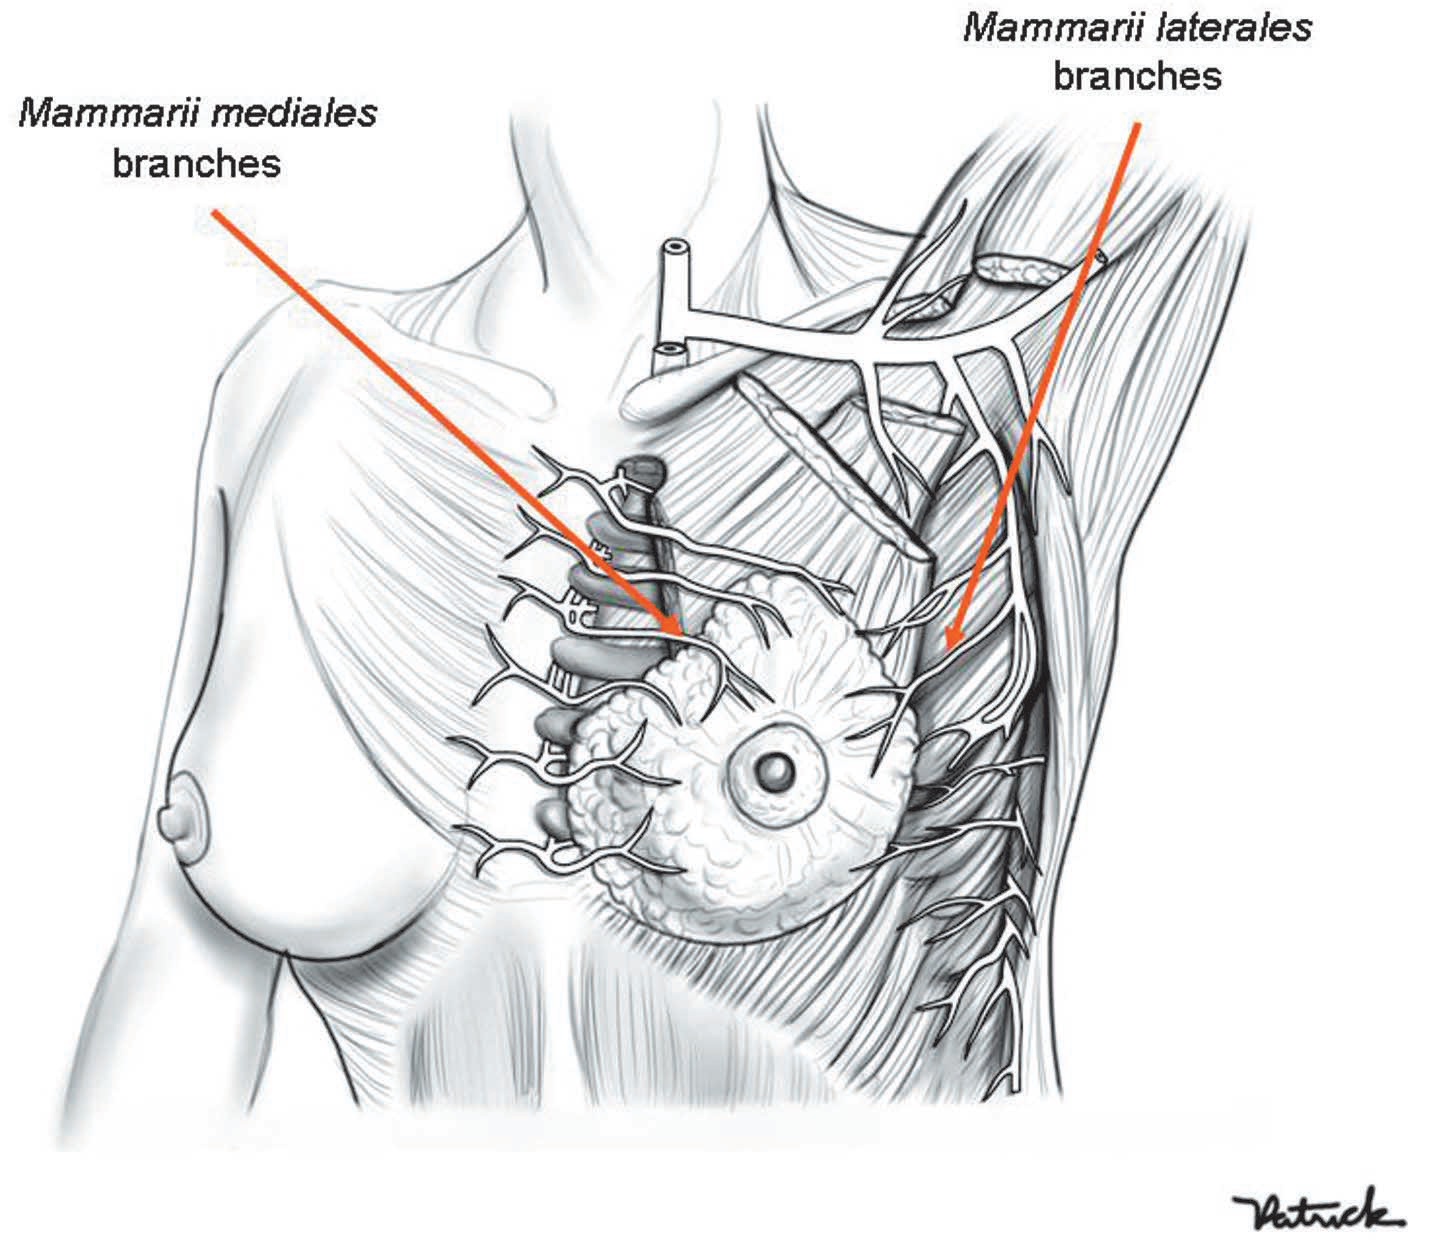 Mammarii laterales
branches
Mammarii mediales
branches
Patrick